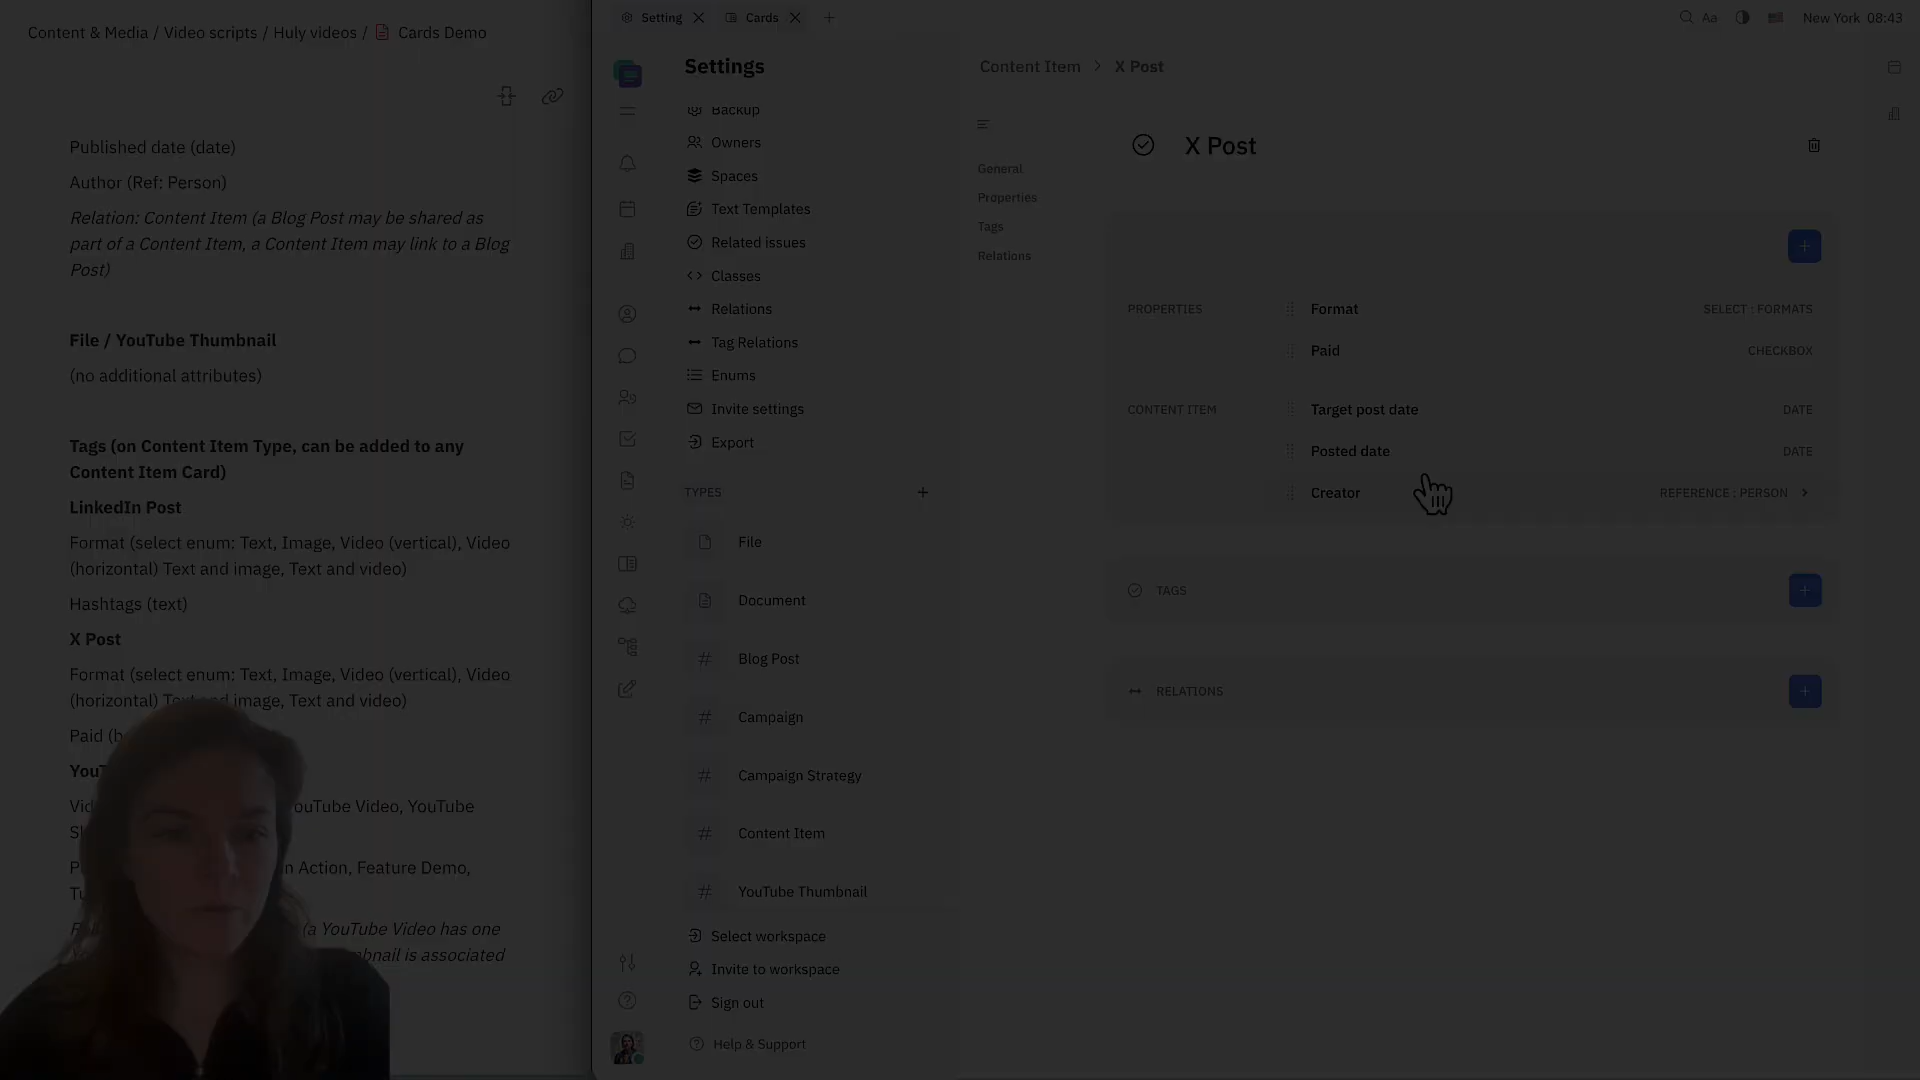 Content & Media / Video scripts / Huly videos / Cards Demo
Published date (date)
Author (Ref: Person)
Relation: Content Item (a Blog Post may be shared as
part of a Content Item, a Content Item may link to a Blog
Post)
File / YouTube Thumbnail
(no additional attributes)
Tags (on Content Item Type, can be added to any
Content Item Card)
LinkedIn Post
Format (select enum: Text, Image, Video (vertical), Video
(horizontal) Text and image, Text and video)
Hashtags (text)
X Post
Format (select enum: Text, Image, Video (vertical), Video
(horizontal) Text and image, Text and video)
Paid
YouTube Video, YouTube
n Action, Feature Demo,
(a YouTube Video has one
is associated
Setting
Cards
Aa
New York 08:43
Settings
Backup
Owners
Spaces
Text Templates
Related issues
Classes
Relations
Tag Relations
Enums
Invite settings
Export
TYPES
File
Document
Blog Post
Campaign
Campaign Strategy
Content Item
YouTube Thumbnail
Select workspace
Invite to workspace
Sign out
Help & Support
Content Item > X Post
General
Properties
Tags
Relations
X Post
PROPERTIES
Format
SELECT : FORMATS
Paid
CHECKBOX
CONTENT ITEM
Target post date
DATE
Posted date
DATE
Creator
REFERENCE : PERSON
TAGS
RELATIONS